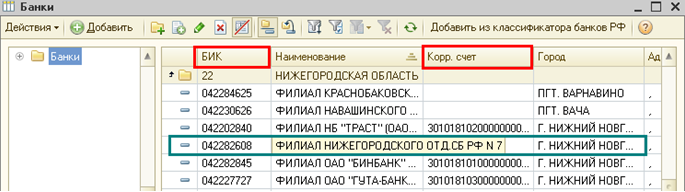 Банки
Действия Добавить Добавить из классификатора банков РФ
Банки
БИК Наименование Корр. счет Город Ад
22 НИЖЕГОРОДСКАЯ ОБЛАСТЬ
042284625 ФИЛИАЛ КРАСНОБАКОВСК... ПГТ. ВАРНАВИНО ,
042230626 ФИЛИАЛ НАВАШИНСКОГО ... ПГТ. ВАЧА ,
042202840 ФИЛИАЛ НБ "ТРАСТ" (ОАО... 30101810200000000... Г. НИЖНИЙ НОВГ... ,
042282608 ФИЛИАЛ НИЖЕГОРОДСКОГО ОТД.СБ РФ N 7 Г. НИЖНИЙ НОВГ... ,
042282845 ФИЛИАЛ ОАО "БИНБАНК" ... 30101810100000000... Г. НИЖНИЙ НОВГ... ,
042227727 ФИЛИАЛ ОАО "ГУТА-БАНК... 30101810300000000... Г. НИЖНИЙ НОВГ... ,